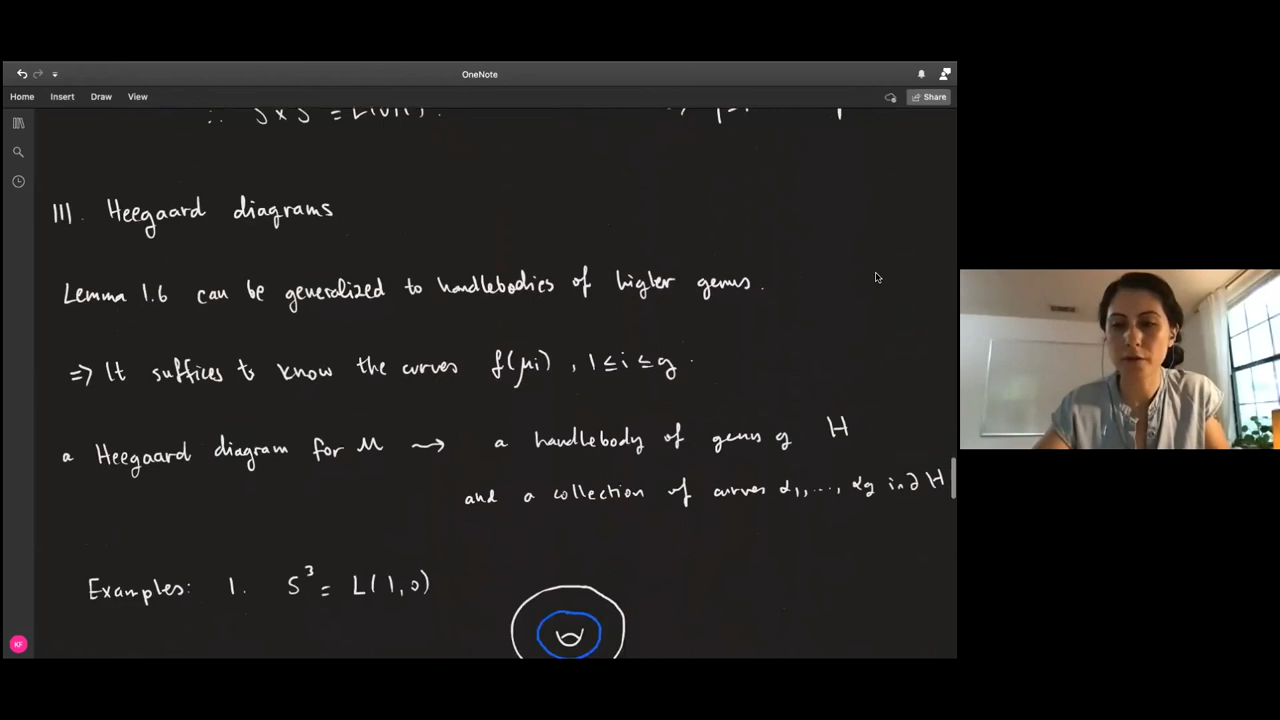 OneNote
Home Insert Draw View Share
III. Heegaard diagrams
Lemma 1.6 can be generalized to handlebodies of higher genus.
⇒ It suffices to know the curves f(μi), 1 ≤ i ≤ g.
a Heegaard diagram for M ⇝ a handlebody of genus g H
and a collection of curves α1, ..., αg in ∂H
Examples: 1. S³ = L(1,0)
KF